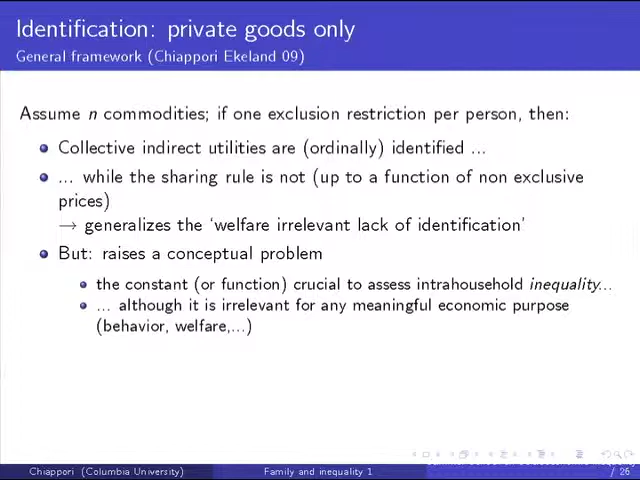 Identification: private goods only
General framework (Chiappori Ekeland 09)
Assume n commodities; if one exclusion restriction per person, then:
Collective indirect utilities are (ordinally) identified ...
... while the sharing rule is not (up to a function of non exclusive
prices)
→ generalizes the ‘welfare irrelevant lack of identification’
But: raises a conceptual problem
the constant (or function) crucial to assess intrahousehold inequality...
... although it is irrelevant for any meaningful economic purpose
(behavior, welfare,...)
Chiappori (Columbia University)
Family and inequality 1
/ 26